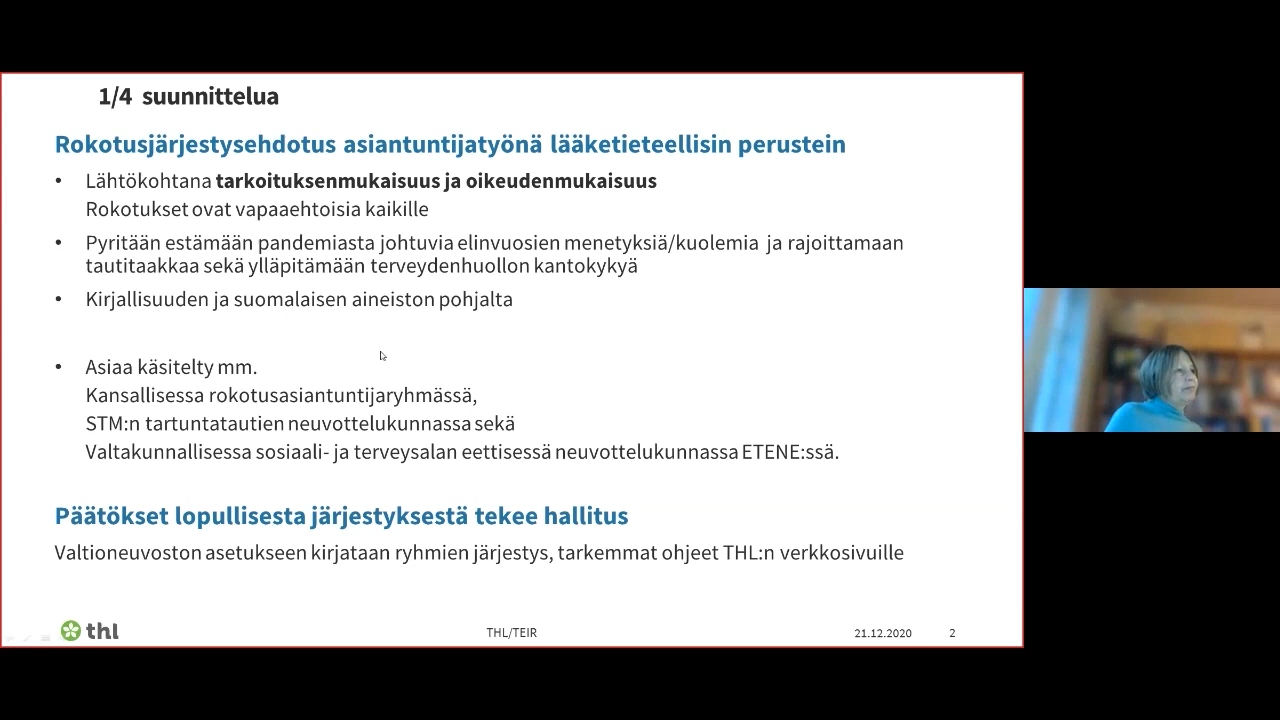 1/4 suunnittelua
Rokotusjärjestysehdotus asiantuntijatyönä lääketieteellisin perustein
• Lähtökohtana tarkoituksenmukaisuus ja oikeudenmukaisuus
Rokotukset ovat vapaaehtoisia kaikille
• Pyritään estämään pandemiasta johtuvia elinvuosien menetyksiä/kuolemia ja rajoittamaan
tautitaakkaa sekä ylläpitämään terveydenhuollon kantokykyä
• Kirjallisuuden ja suomalaisen aineiston pohjalta
• Asiaa käsitelty mm.
Kansallisessa rokotusasiantuntijaryhmässä,
STM:n tartuntatautien neuvottelukunnassa sekä
Valtakunnallisessa sosiaali- ja terveysalan eettisessä neuvottelukunnassa ETENE:ssä.
Päätökset lopullisesta järjestyksestä tekee hallitus
Valtioneuvoston asetukseen kirjataan ryhmien järjestys, tarkemmat ohjeet THL:n verkkosivuille
thl
THL/TEIR
21.12.2020
2